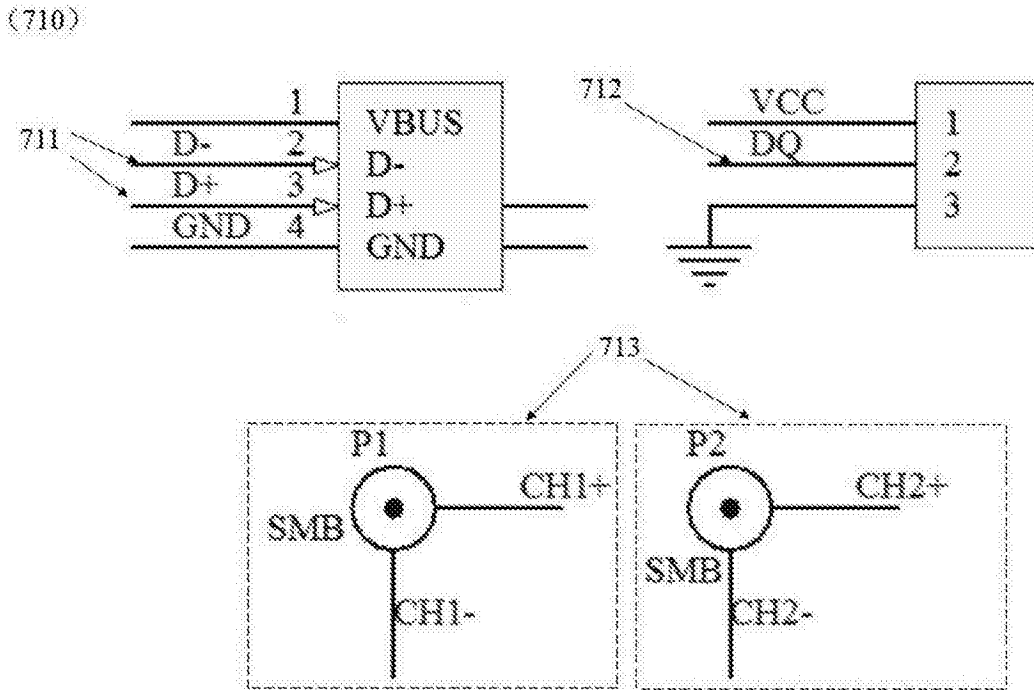 （710）
711
1
VBUS
D- 2
D-
D+ 3
D+
GND 4
GND
712
VCC
1
DQ
2
3
713
P1
CH1+
SMB
CH1-
P2
CH2+
SMB
CH2-